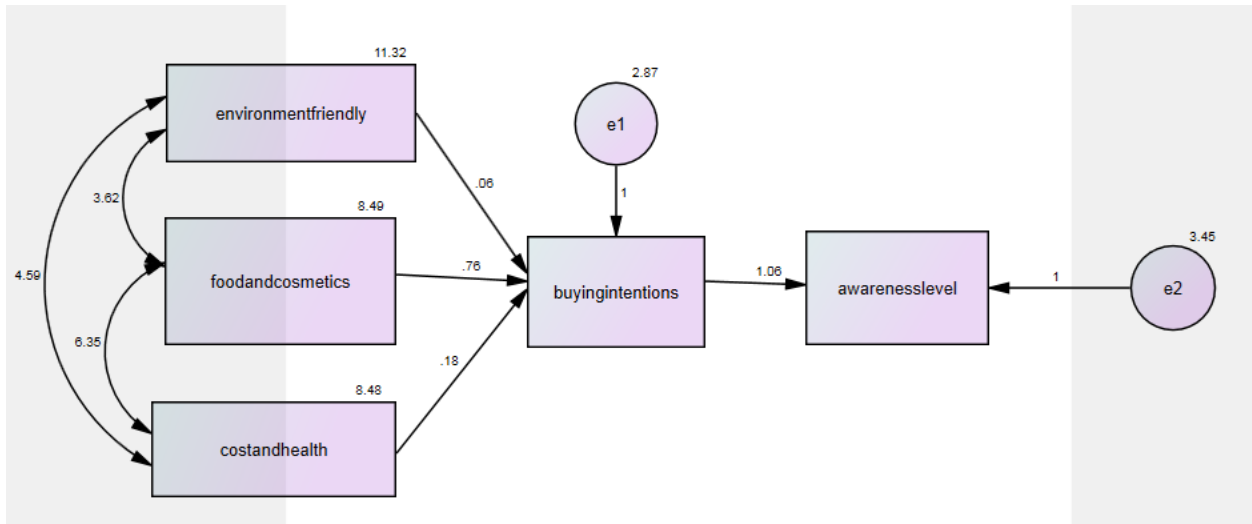 11.32
environmentfriendly
2.87
e1
3.62
.06
1
8.49
foodandcosmetics
.76
4.59
buyingintentions
1.06
awarenesslevel
1
3.45
e2
6.35
.18
8.48
costandhealth